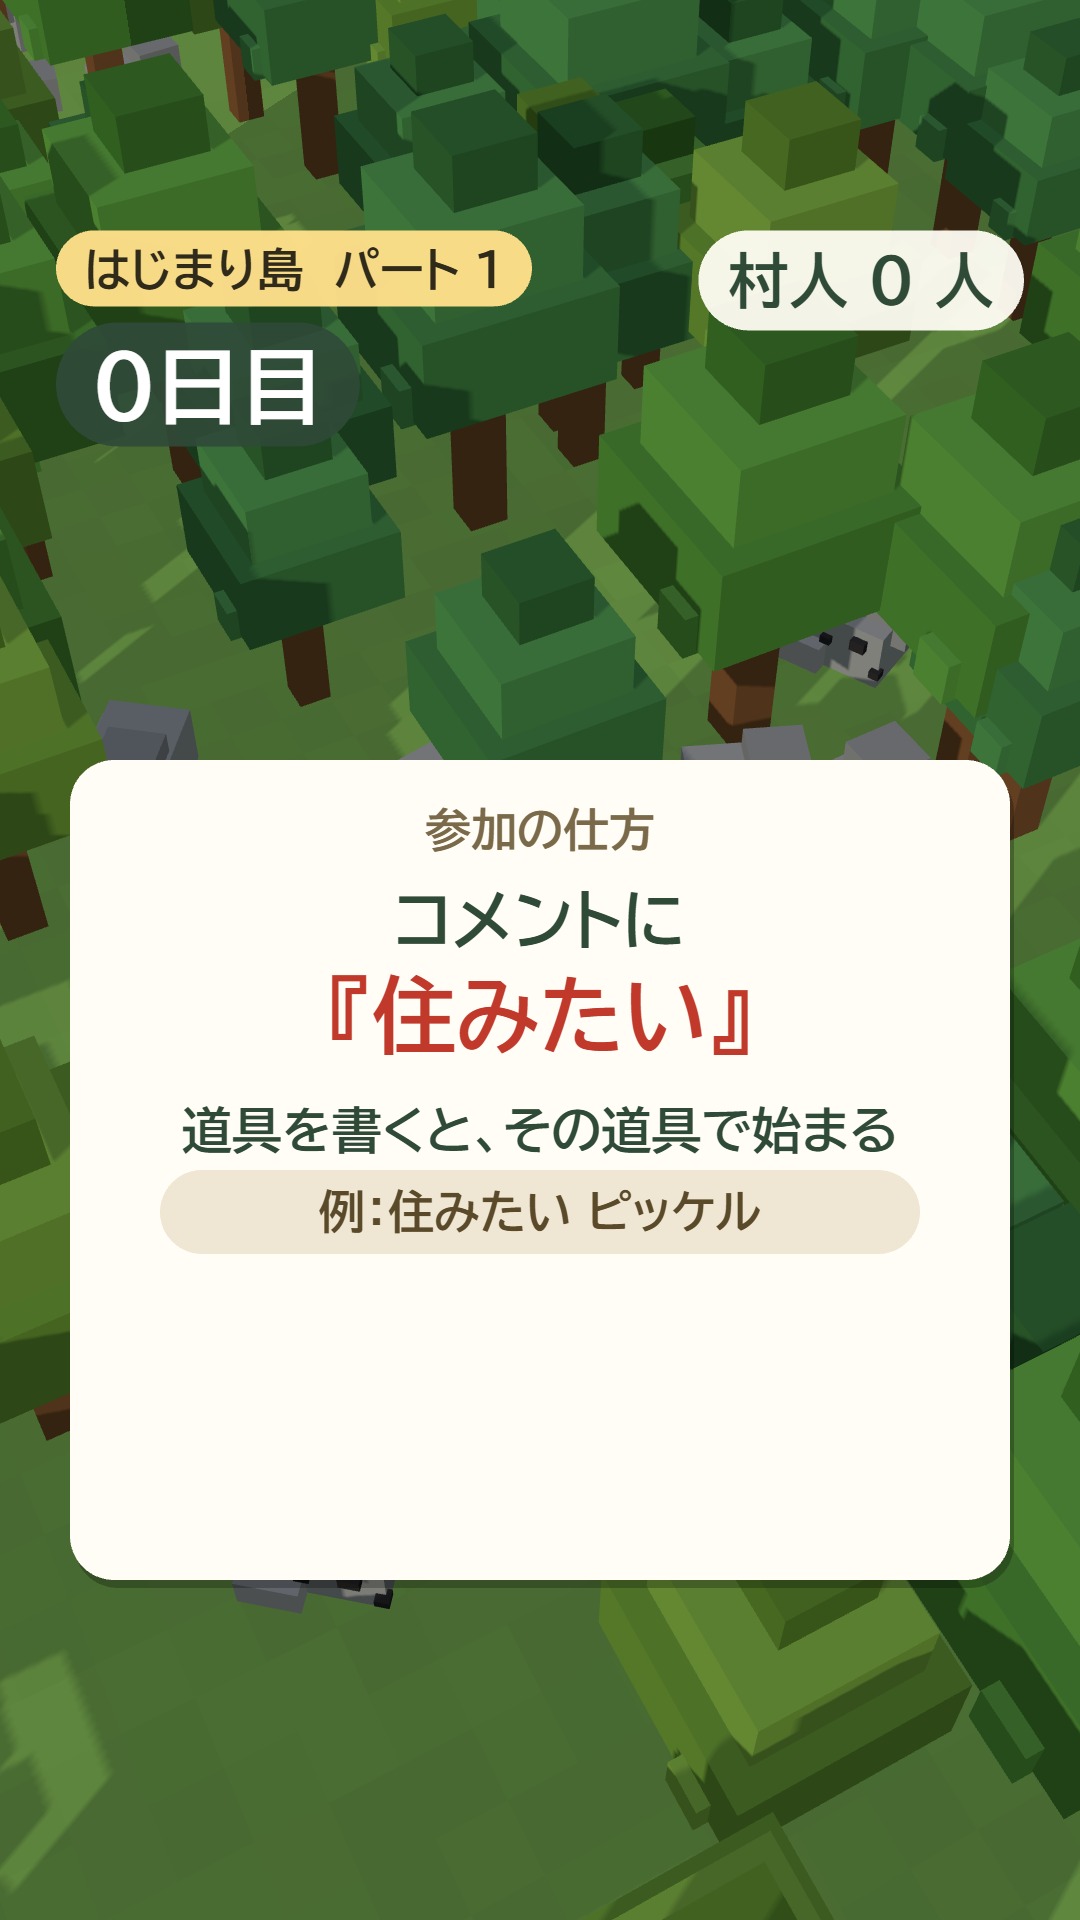 はじまり島　パート 1
村人 0 人
0日目
参加の仕方
コメントに
『住みたい』
道具を書くと、その道具で始まる
例：住みたい ピッケル